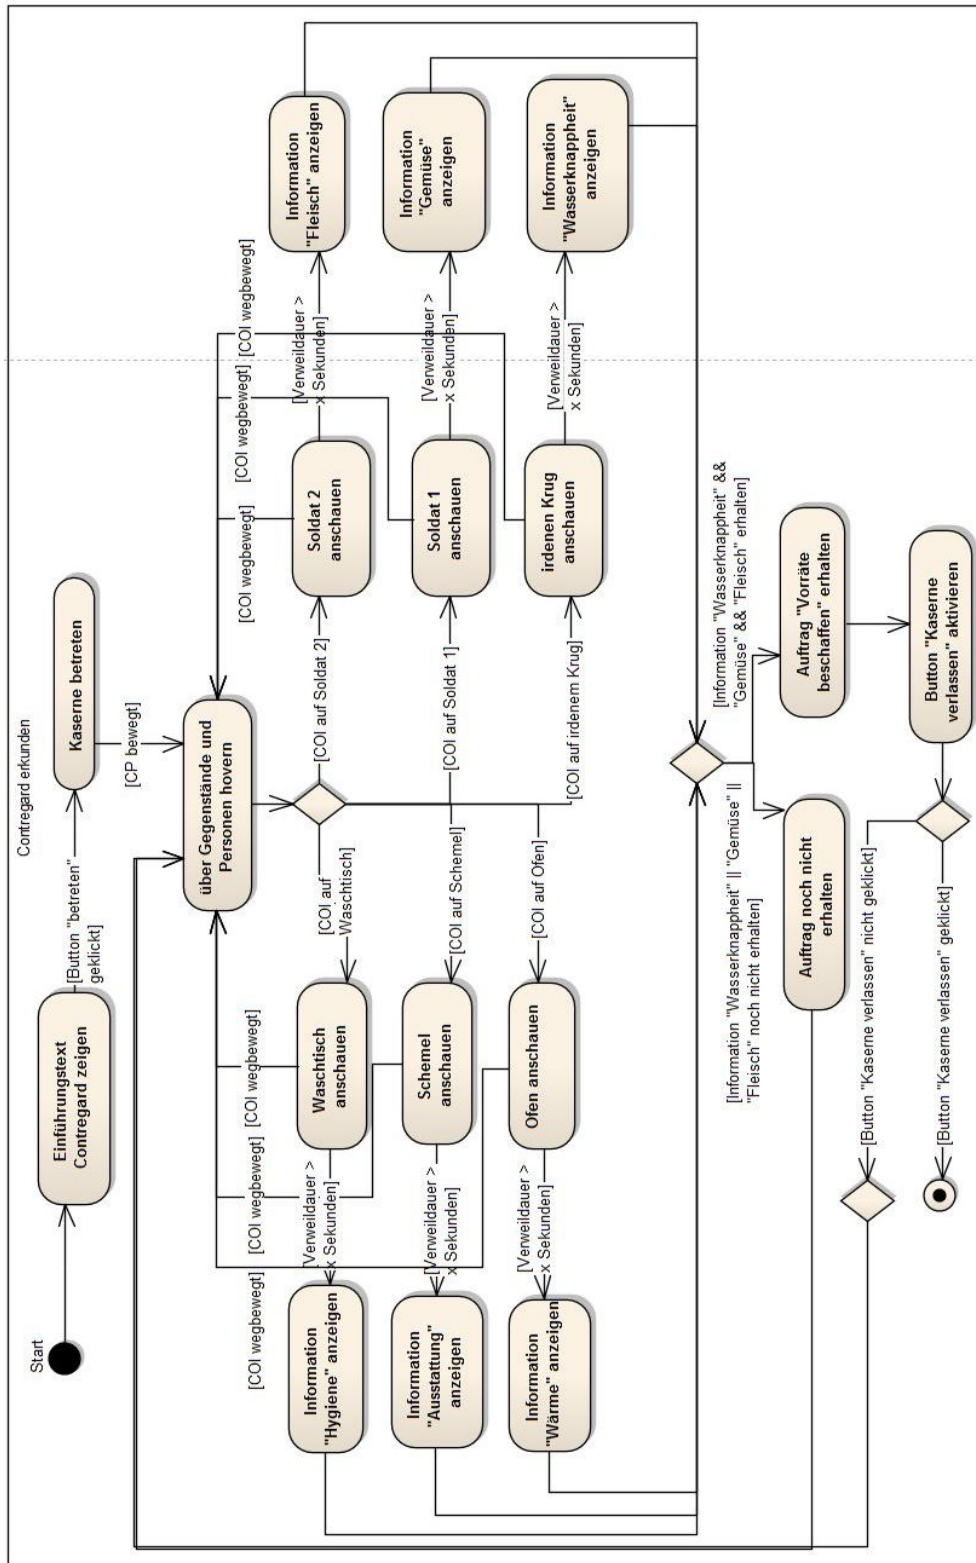 Contregard erkunden
Start
Einführungstext
Contregard zeigen
[Button "betreten"
geklickt]
Kaserne betreten
[CP bewegt]
über Gegenstände und
Personen hovern
[COI wegbewegt]
[COI wegbewegt]
[COI wegbewegt]
[COI wegbewegt]
[COI wegbewegt]
[COI wegbewegt]
[COI auf
Waschtisch]
[COI auf Soldat 2]
Information
"Hygiene" anzeigen
[Verweildauer >
x Sekunden]
Waschtisch
anschauen
Soldat 2
anschauen
[Verweildauer >
x Sekunden]
Information
"Fleisch" anzeigen
Information
"Ausstattung"
anzeigen
[Verweildauer >
x Sekunden]
Schemel
anschauen
[COI auf Schemel]
[COI auf Soldat 1]
Soldat 1
anschauen
[Verweildauer >
x Sekunden]
Information
"Gemüse"
anzeigen
Information
"Wärme" anzeigen
[Verweildauer >
x Sekunden]
Ofen anschauen
[COI auf Ofen]
[COI auf irdenem Krug]
irdenen Krug
anschauen
[Verweildauer >
x Sekunden]
Information
"Wasserknappheit"
anzeigen
[Information "Wasserknappheit" || "Gemüse" ||
"Fleisch" noch nicht erhalten]
[Information "Wasserknappheit" &&
"Gemüse" && "Fleisch" erhalten]
Auftrag noch nicht
erhalten
Auftrag "Vorräte
beschaffen" erhalten
[Button "Kaserne verlassen" nicht geklickt]
Button "Kaserne
verlassen" aktivieren
[Button "Kaserne verlassen" geklickt]